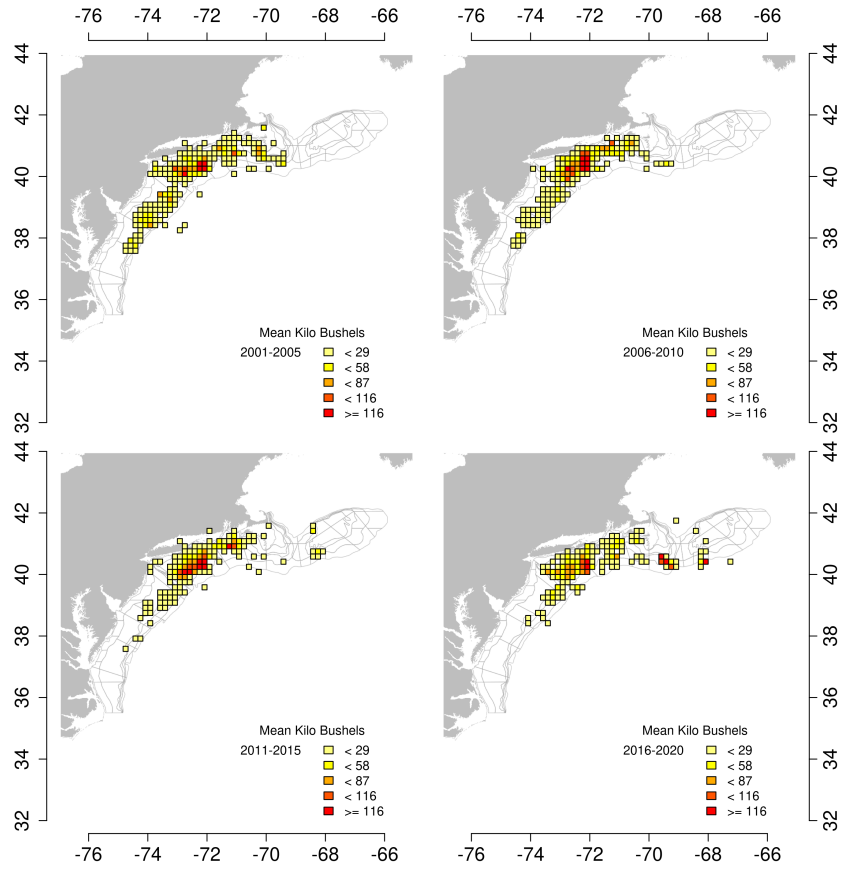 -76 -74 -72 -70 -68 -66 -76 -74 -72 -70 -68 -66
44 42 40 38 36 34 32
Mean Kilo Bushels
2001-2005 < 29
< 58
< 87
< 116
>= 116
Mean Kilo Bushels
2006-2010 < 29
< 58
< 87
< 116
>= 116
44 42 40 38 36 34 32
44 42 40 38 36 34 32
Mean Kilo Bushels
2011-2015 < 29
< 58
< 87
< 116
>= 116
Mean Kilo Bushels
2016-2020 < 29
< 58
< 87
< 116
>= 116
44 42 40 38 36 34 32
-76 -74 -72 -70 -68 -66 -76 -74 -72 -70 -68 -66